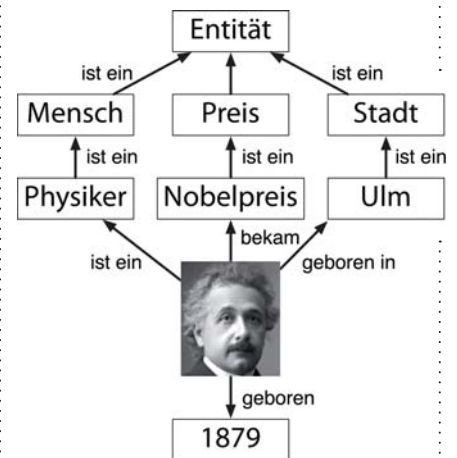 Entität
ist ein ist ein
Mensch Preis Stadt
ist ein ist ein ist ein
Physiker Nobelpreis Ulm
ist ein bekam geboren in
geboren
1879